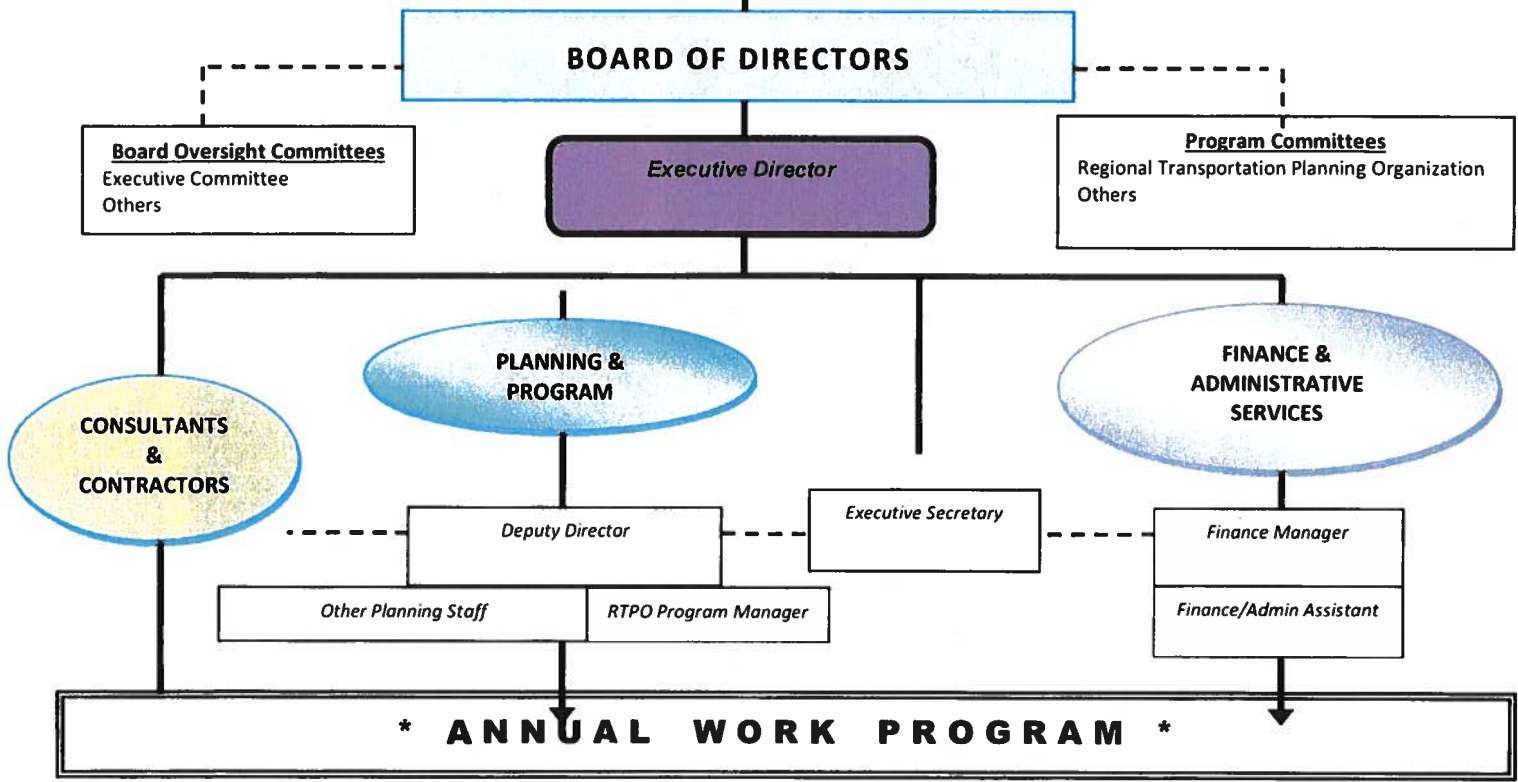 BOARD OF DIRECTORS
Board Oversight Committees
Executive Committee
Others
Executive Director
Program Committees
Regional Transportation Planning Organization
Others
CONSULTANTS
&
CONTRACTORS
PLANNING &
PROGRAM
FINANCE &
ADMINISTRATIVE
SERVICES
Deputy Director
Executive Secretary
Finance Manager
Other Planning Staff
RTPO Program Manager
Finance/Admin Assistant
* ANNUAL WORK PROGRAM *